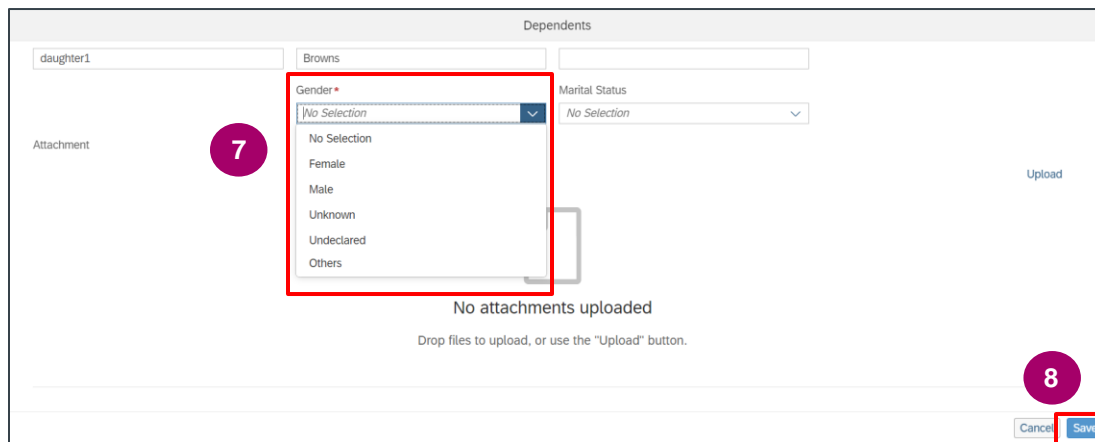 Dependents
daughter1 Browns
Gender* Marital Status
No Selection No Selection
No Selection
Attachment
7
Female
Upload
Male
Unknown
Undeclared
Others
No attachments uploaded
Drop files to upload, or use the "Upload" button.
8
Cancel Save